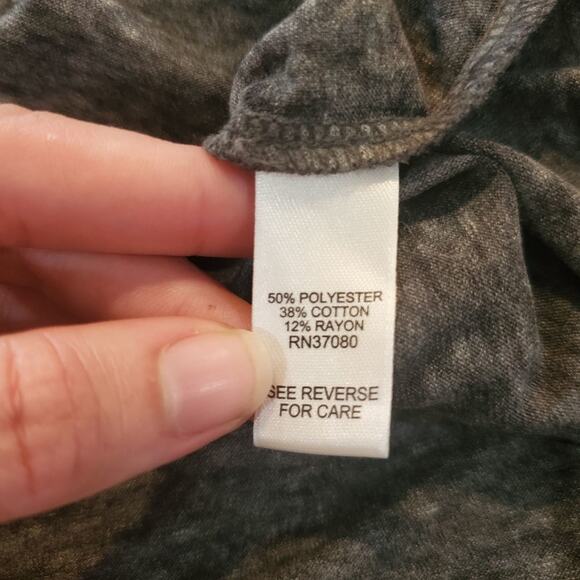 50% POLYESTER
38% COTTON
12% RAYON
RN37080
SEE REVERSE
FOR CARE